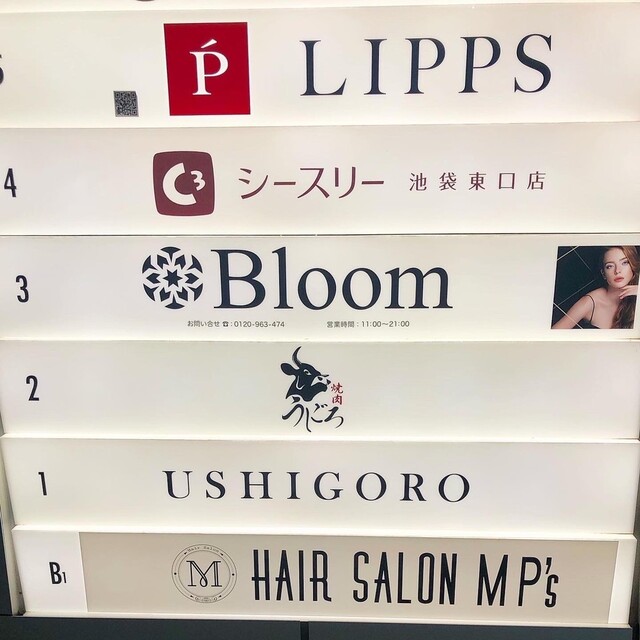 Ṕ LIPPS
4 C3 シースリー 池袋東口店
3 Bloom
お問い合せ ☎ : 0120-963-474 営業時間 : 11:00〜21:00
2 焼肉
うしごろ
1 USHIGORO
Hair Salon
B1 M HAIR SALON MP's